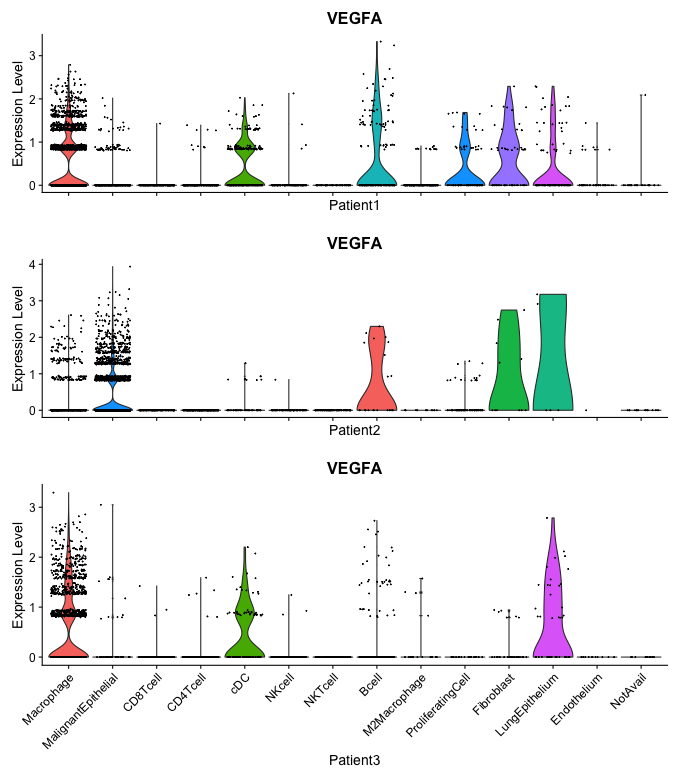 VEGFA
Expression Level
3
2
1
0
Patient1
VEGFA
Expression Level
4
3
2
1
0
Patient2
VEGFA
Expression Level
3
2
1
0
Macrophage
MalignantEpithelial
CD8Tcell
CD4Tcell
cDC
NKcell
NKTcell
Bcell
M2Macrophage
ProliferatingCell
Fibroblast
LungEpithelium
Endothelium
NotAvail
Patient3